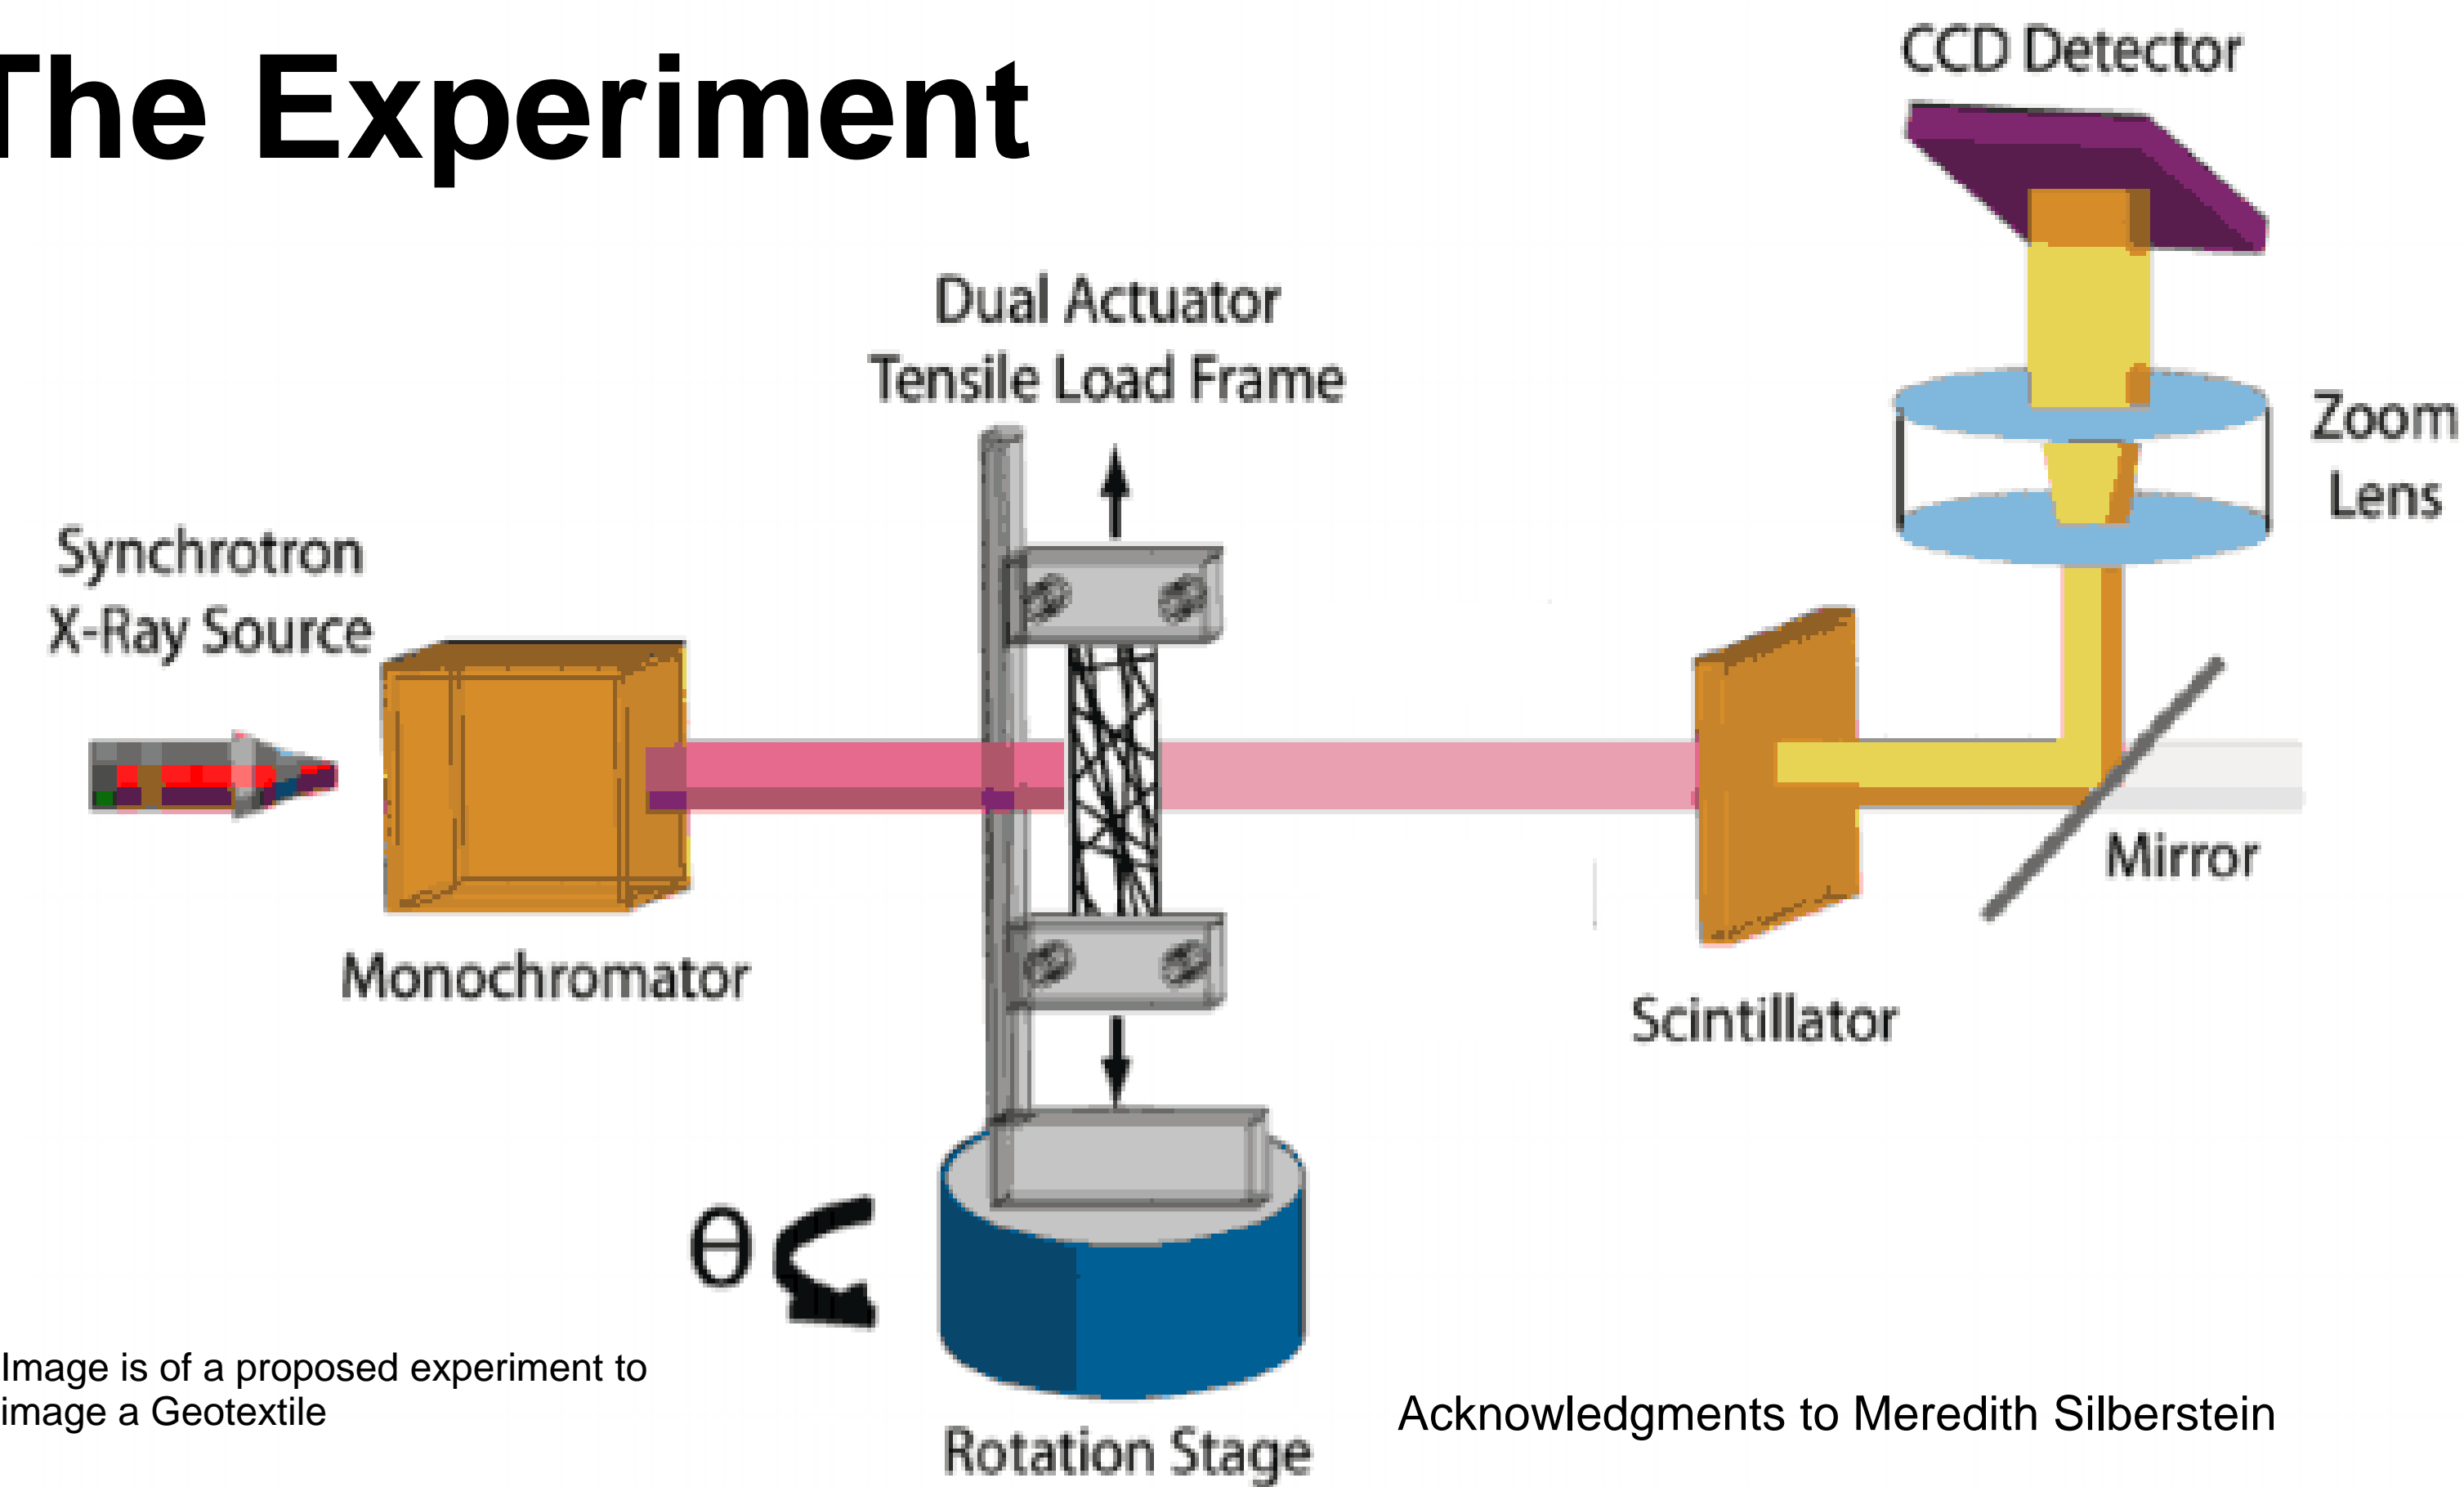 The Experiment
CCD Detector
Dual Actuator
Tensile Load Frame
Zoom
Lens
Synchrotron
X-Ray Source
Mirror
Monochromator
Scintillator
θ
Image is of a proposed experiment to
image a Geotextile
Acknowledgments to Meredith Silberstein
Rotation Stage